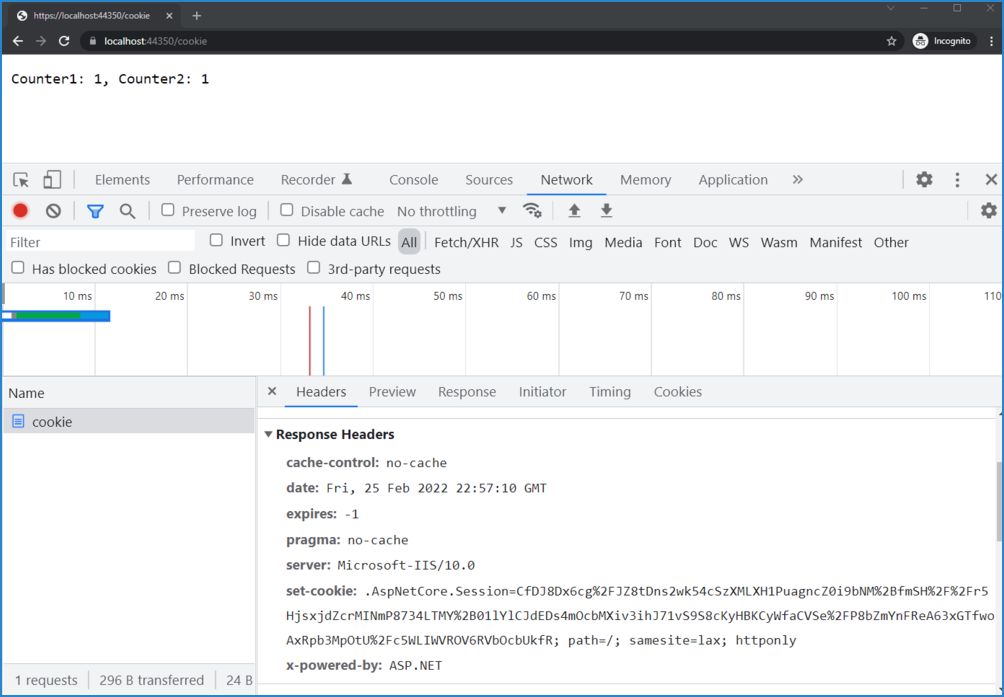 https://localhost:44350/cookie
localhost:44350/cookie
Incognito
Counter1: 1, Counter2: 1
Elements Performance Recorder Console Sources Network Memory Application
Preserve log Disable cache No throttling
Filter Invert Hide data URLs All Fetch/XHR JS CSS Img Media Font Doc WS Wasm Manifest Other
Has blocked cookies Blocked Requests 3rd-party requests
10 ms 20 ms 30 ms 40 ms 50 ms 60 ms 70 ms 80 ms 90 ms 100 ms 110
Name Headers Preview Response Initiator Timing Cookies
cookie
Response Headers
cache-control: no-cache
date: Fri, 25 Feb 2022 22:57:10 GMT
expires: -1
pragma: no-cache
server: Microsoft-IIS/10.0
set-cookie: .AspNetCore.Session=CfDJ8Dx6cg%2FJZ8tDns2wk54cSzXMLXH1PuagncZ0i9bNM%2BfmSH%2F%2Fr5
HjsxjdZcrMINmP8734LTMY%2B01lYlCJdEDs4mOcbMXiv3ihJ71vS9S8cKyHBKCyWfaCVSe%2FP8bZmYnFReA63xGTfwo
AxRpb3MpOtU%2Fc5WLIWVROV6RVbOcbUkfR; path=/; samesite=lax; httponly
x-powered-by: ASP.NET
1 requests 296 B transferred 24 B